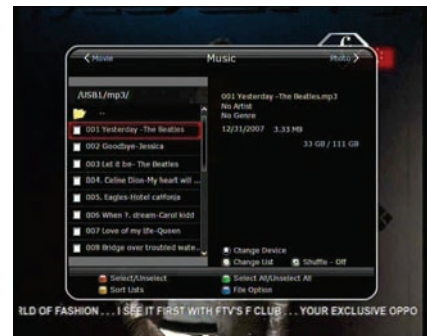 Movie Music Photo
/USB1/mp3/
..
001 Yesterday -The Beatles
002 Goodbye-Jessica
003 Let it be- The Beatles
004. Celine Dion-My heart will ...
005. Eagles-Hotel calfonja
006 When ?. dream-Carol kidd
007 Love of my life-Queen
008 Bridge over troubled wate..
001 Yesterday -The Beatles.mp3
No Artist
No Genre
12/31/2007 3.33 MB
33 GB / 111 GB
Change Device
Change List Shuffle - Off
Select/Unselect Select All/Unselect All
Sort Lists File Option
RLD OF FASHION . . . I SEE IT FIRST WITH FTV'S F CLUB . . . YOUR EXCLUSIVE OPPO